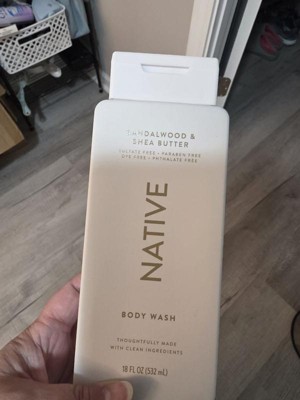 SANDALWOOD &
SHEA BUTTER
SULFATE FREE • PARABEN FREE
DYE FREE • PHTHALATE FREE
NATIVE
BODY WASH
THOUGHTFULLY MADE
WITH CLEAN INGREDIENTS
18 FL OZ (532 mL)